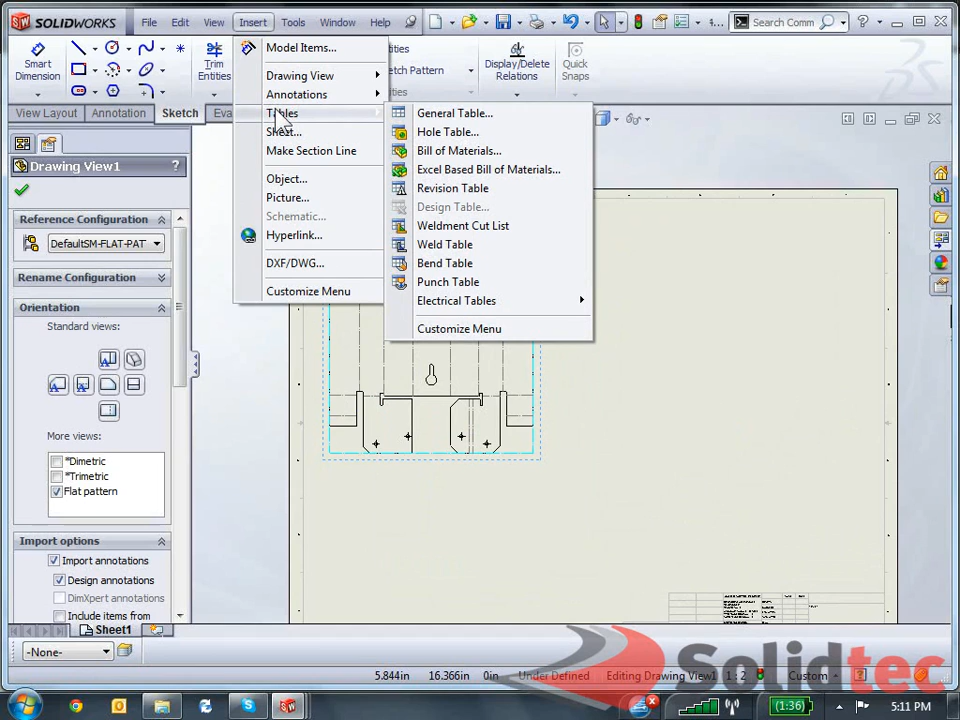 SOLIDWORKS File Edit View Insert Tools Window Help Search Comm
Smart Dimension
Trim Entities
Display/Delete Relations
Quick Snaps
View Layout Annotation Sketch
Model Items...
Drawing View
Annotations
Tables
Sheet...
Make Section Line
Object...
Picture...
Schematic...
Hyperlink...
DXF/DWG...
Customize Menu
General Table...
Hole Table...
Bill of Materials...
Excel Based Bill of Materials...
Revision Table
Design Table...
Weldment Cut List
Weld Table
Bend Table
Punch Table
Electrical Tables
Customize Menu
Drawing View1 ?
Reference Configuration
DefaultSM-FLAT-PAT
Rename Configuration
Orientation
Standard views:
More views:
*Dimetric
*Trimetric
Flat pattern
Import options
Import annotations
Design annotations
DimXpert annotations
Include items from
Sheet1
-None-
5.844in 16.366in 0in Under Defined Editing Drawing View1 1 : 2 Custom
Solidtec
(1:36) 5:11 PM